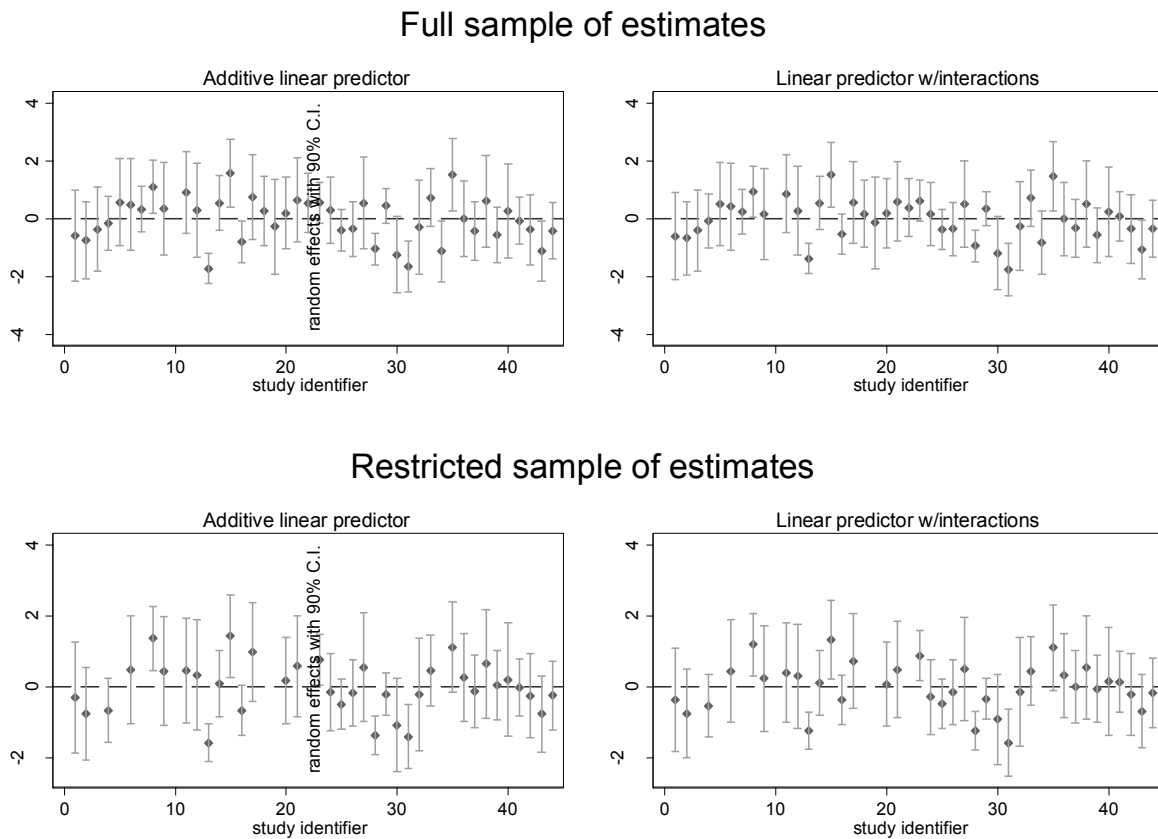 Full sample of estimates
Additive linear predictor
4
2
0
-2
-4
random effects with 90% C.I.
0 10 20 30 40
study identifier
Linear predictor w/interactions
4
2
0
-2
-4
0 10 20 30 40
study identifier
Restricted sample of estimates
Additive linear predictor
4
2
0
-2
random effects with 90% C.I.
0 10 20 30 40
study identifier
Linear predictor w/interactions
4
2
0
-2
0 10 20 30 40
study identifier